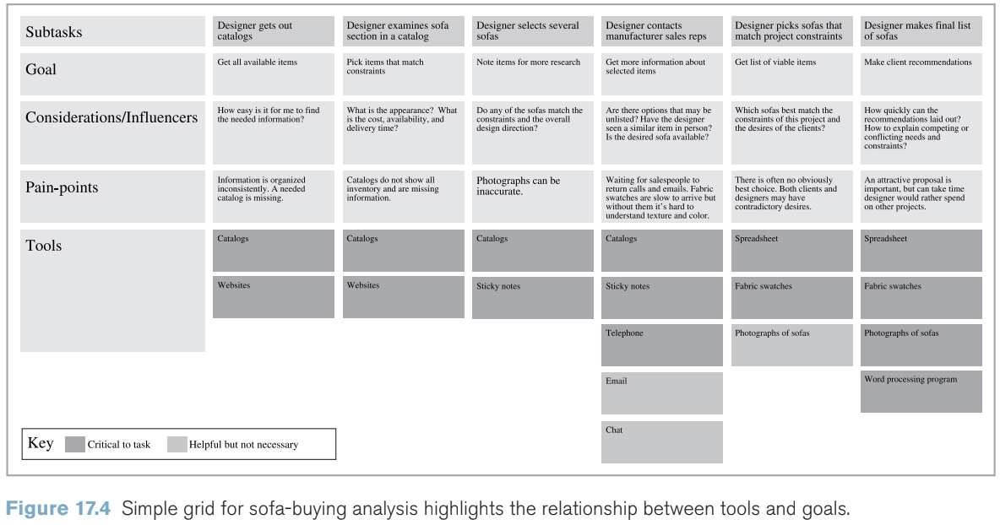 Subtasks
Designer gets out
catalogs
Designer examines sofa
section in a catalog
Designer selects several
sofas
Designer contacts
manufacturer sales reps
Designer picks sofas that
match project constraints
Designer makes final list
of sofas
Goal
Get all available items
Pick items that match
constraints
Note items for more research
Get more information about
selected items
Get list of viable items
Make client recommendations
Considerations/Influencers
How easy is it for me to find
the needed information?
What is the appearance? What
is the cost, availability, and
delivery time?
Do any of the sofas match the
constraints and the overall
design direction?
Are there options that may be
unlisted? Have the designer
seen a similar item in person?
Is the desired sofa available?
Which sofas best match the
constraints of this project and
the desires of the clients?
How quickly can the
recommendations laid out?
How to explain competing or
conflicting needs and
constraints?
Pain-points
Information is organized
inconsistently. A needed
catalog is missing.
Catalogs do not show all
inventory and are missing
information.
Photographs can be
inaccurate.
Waiting for salespeople to
return calls and emails. Fabric
swatches are slow to arrive but
without them it's hard to
understand texture and color.
There is often no obviously
best choice. Both clients and
designers may have
contradictory desires.
An attractive proposal is
important, but can take time
designer would rather spend
on other projects.
Tools
Catalogs
Catalogs
Catalogs
Catalogs
Spreadsheet
Spreadsheet
Websites
Websites
Sticky notes
Sticky notes
Fabric swatches
Fabric swatches
Telephone
Photographs of sofas
Photographs of sofas
Email
Word processing program
Chat
Key
Critical to task
Helpful but not necessary
Figure 17.4 Simple grid for sofa-buying analysis highlights the relationship between tools and goals.